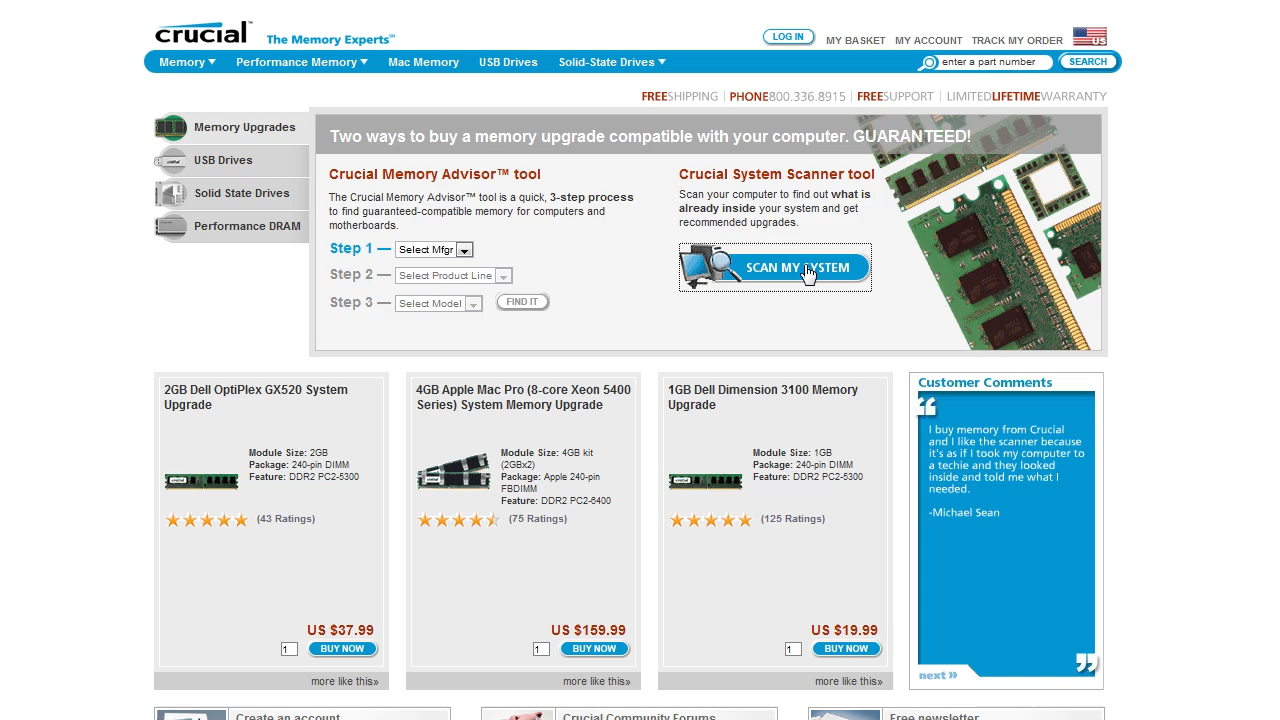 crucial™ The Memory Experts℠
LOG IN MY BASKET MY ACCOUNT TRACK MY ORDER US
Memory Performance Memory Mac Memory USB Drives Solid-State Drives enter a part number SEARCH
FREESHIPPING | PHONE800.336.8915 | FREESUPPORT | LIMITEDLIFETIMEWARRANTY
Memory Upgrades
USB Drives
Solid State Drives
Performance DRAM
Two ways to buy a memory upgrade compatible with your computer. GUARANTEED!
Crucial Memory Advisor™ tool
The Crucial Memory Advisor™ tool is a quick, 3-step process
to find guaranteed-compatible memory for computers and
motherboards.
Step 1 — Select Mfgr
Step 2 — Select Product Line
Step 3 — Select Model FIND IT
Crucial System Scanner tool
Scan your computer to find out what is
already inside your system and get
recommended upgrades.
SCAN MY SYSTEM
2GB Dell OptiPlex GX520 System
Upgrade
Module Size: 2GB
Package: 240-pin DIMM
Feature: DDR2 PC2-5300
(43 Ratings)
US $37.99
1 BUY NOW
more like this»
4GB Apple Mac Pro (8-core Xeon 5400
Series) System Memory Upgrade
Module Size: 4GB kit
(2GBx2)
Package: Apple 240-pin
FBDIMM
Feature: DDR2 PC2-6400
(75 Ratings)
US $159.99
1 BUY NOW
more like this»
1GB Dell Dimension 3100 Memory
Upgrade
Module Size: 1GB
Package: 240-pin DIMM
Feature: DDR2 PC2-5300
(125 Ratings)
US $19.99
1 BUY NOW
more like this»
Customer Comments
“
I buy memory from Crucial
and I like the scanner because
it's as if I took my computer to
a techie and they looked
inside and told me what I
needed.
-Michael Sean
”
next »
Create an account
Crucial Community Forums
Free newsletter